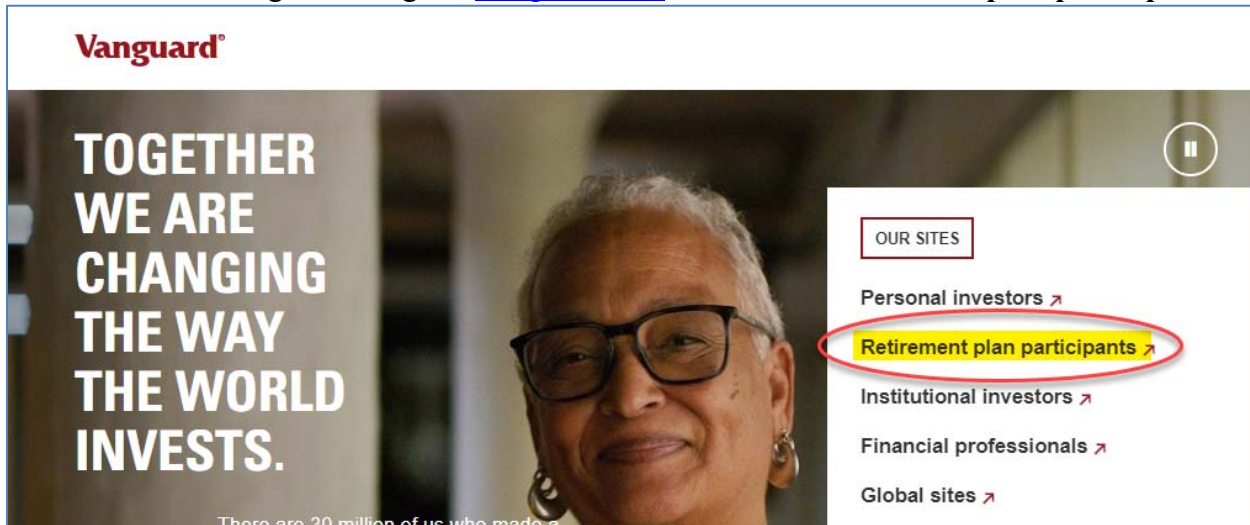 Vanguard®
TOGETHER
WE ARE
CHANGING
THE WAY
THE WORLD
INVESTS.
There are 30 million of us who made a
OUR SITES
Personal investors ↗
Retirement plan participants ↗
Institutional investors ↗
Financial professionals ↗
Global sites ↗